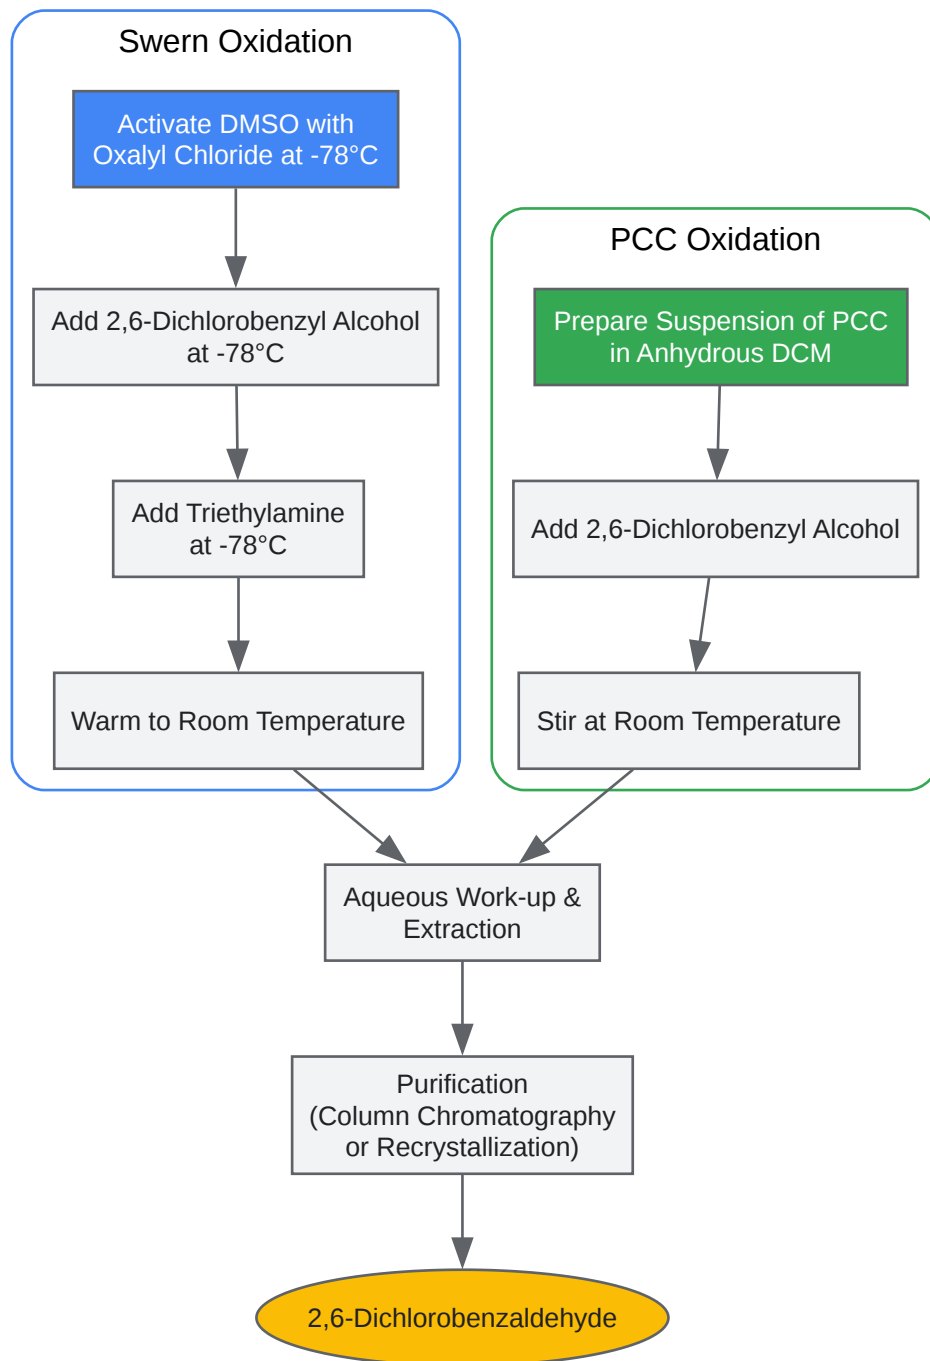 Swern Oxidation
Activate DMSO with
Oxalyl Chloride at -78°C
Add 2,6-Dichlorobenzyl Alcohol
at -78°C
Add Triethylamine
at -78°C
Warm to Room Temperature
PCC Oxidation
Prepare Suspension of PCC
in Anhydrous DCM
Add 2,6-Dichlorobenzyl Alcohol
Stir at Room Temperature
Aqueous Work-up &
Extraction
Purification
(Column Chromatography
or Recrystallization)
2,6-Dichlorobenzaldehyde